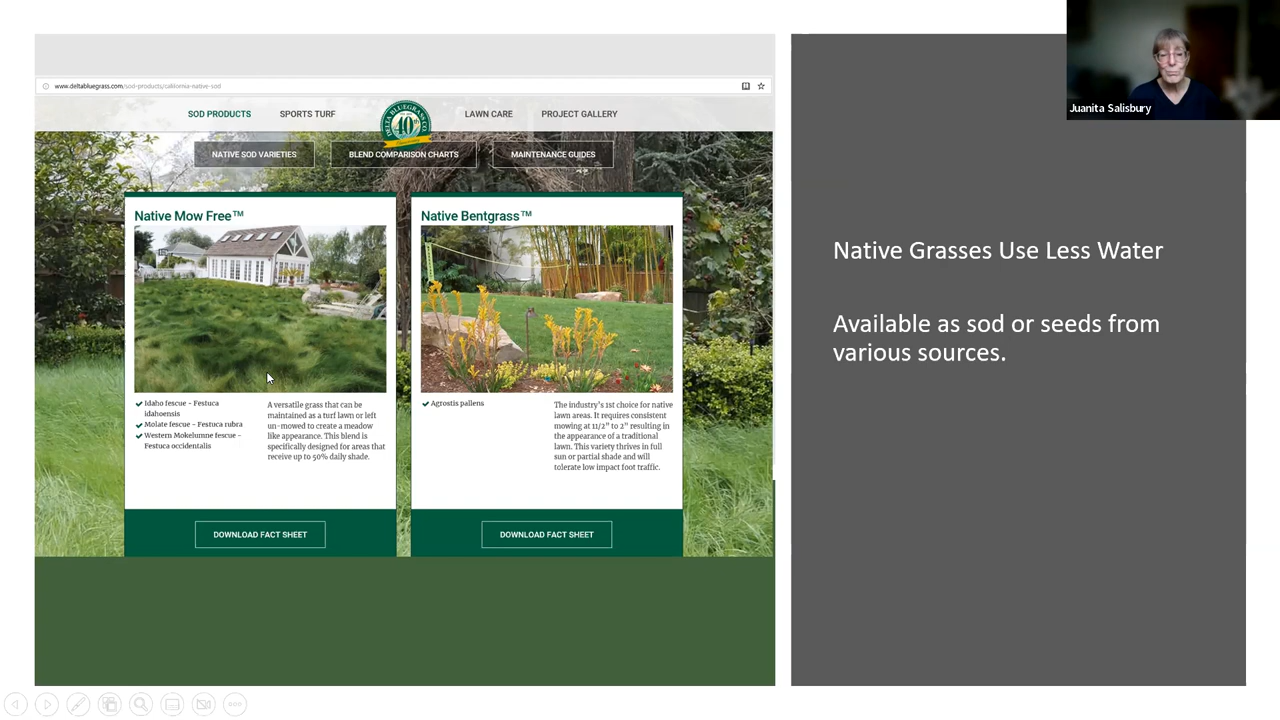 www.deltabluegrass.com/sod-products/california-native-sod
SOD PRODUCTS
SPORTS TURF
DELTA BLUEGRASS CO.
40
LAWN CARE
PROJECT GALLERY
NATIVE SOD VARIETIES
BLEND COMPARISON CHARTS
MAINTENANCE GUIDES
Native Mow Free™
Idaho fescue - Festuca
idahoensis
Molate fescue - Festuca rubra
Western Mokelumne fescue -
Festuca occidentalis
A versatile grass that can be
maintained as a turf lawn or left
un-mowed to create a meadow
like appearance. This blend is
specifically designed for areas that
receive up to 50% daily shade.
DOWNLOAD FACT SHEET
Native Bentgrass™
Agrostis pallens
The industry's 1st choice for native
lawn areas. It requires consistent
mowing at 11/2" to 2" resulting in
the appearance of a traditional
lawn. This variety thrives in full
sun or partial shade and will
tolerate low impact foot traffic.
DOWNLOAD FACT SHEET
Native Grasses Use Less Water
Available as sod or seeds from
various sources.
Juanita Salisbury